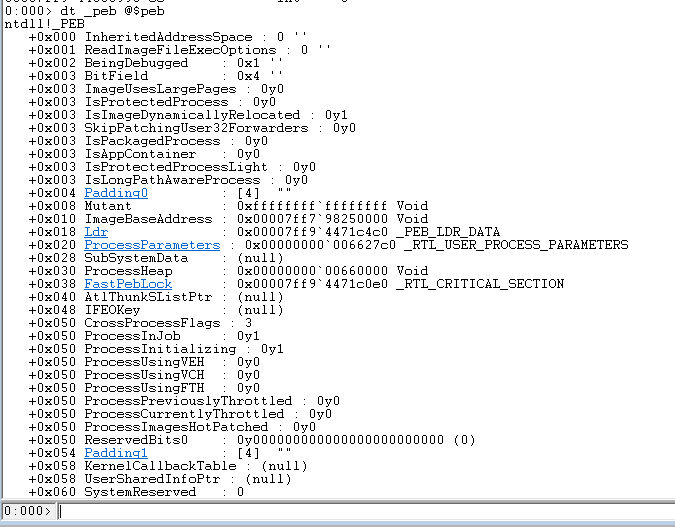 0:000> dt _peb @$peb
ntdll!_PEB
+0x000 InheritedAddressSpace : 0 ''
+0x001 ReadImageFileExecOptions : 0 ''
+0x002 BeingDebugged : 0x1 ''
+0x003 BitField : 0x4 ''
+0x003 ImageUsesLargePages : 0y0
+0x003 IsProtectedProcess : 0y0
+0x003 IsImageDynamicallyRelocated : 0y1
+0x003 SkipPatchingUser32Forwarders : 0y0
+0x003 IsPackagedProcess : 0y0
+0x003 IsAppContainer : 0y0
+0x003 IsProtectedProcessLight : 0y0
+0x003 IsLongPathAwareProcess : 0y0
+0x004 Padding0 : [4] ""
+0x008 Mutant : 0xffffffff`ffffffff Void
+0x010 ImageBaseAddress : 0x00007ff7`98250000 Void
+0x018 Ldr : 0x00007ff9`4471c4c0 _PEB_LDR_DATA
+0x020 ProcessParameters : 0x00000000`006627c0 _RTL_USER_PROCESS_PARAMETERS
+0x028 SubSystemData : (null)
+0x030 ProcessHeap : 0x00000000`00660000 Void
+0x038 FastPebLock : 0x00007ff9`4471c0e0 _RTL_CRITICAL_SECTION
+0x040 AtlThunkSListPtr : (null)
+0x048 IFEOKey : (null)
+0x050 CrossProcessFlags : 3
+0x050 ProcessInJob : 0y1
+0x050 ProcessInitializing : 0y1
+0x050 ProcessUsingVEH : 0y0
+0x050 ProcessUsingVCH : 0y0
+0x050 ProcessUsingFTH : 0y0
+0x050 ProcessPreviouslyThrottled : 0y0
+0x050 ProcessCurrentlyThrottled : 0y0
+0x050 ProcessImagesHotPatched : 0y0
+0x050 ReservedBits0 : 0y0000000000000000000000000 (0)
+0x054 Padding1 : [4] ""
+0x058 KernelCallbackTable : (null)
+0x058 UserSharedInfoPtr : (null)
+0x060 SystemReserved : 0
0:000>